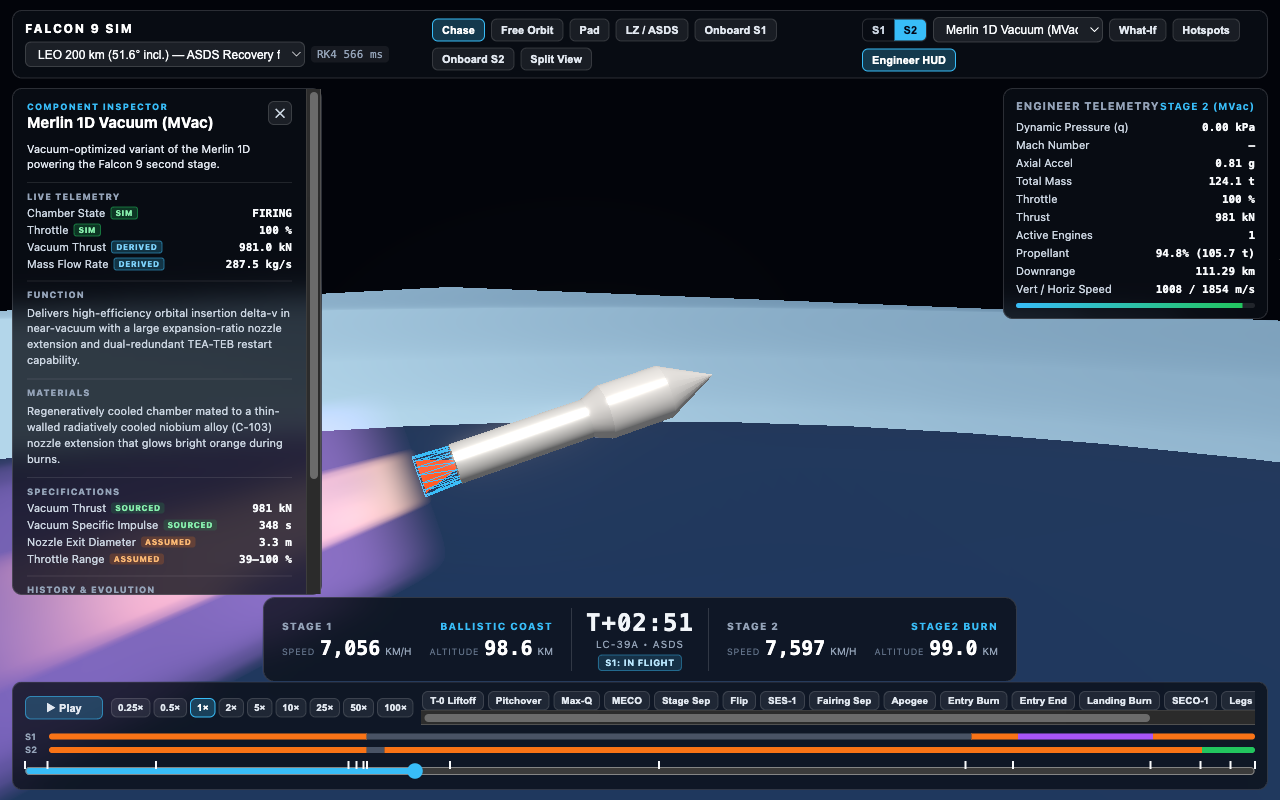 FALCON 9 SIM
LEO 200 km (51.6° incl.) — ASDS Recovery f
RK4 566 ms
Chase
Free Orbit
Pad
LZ / ASDS
Onboard S1
Onboard S2
Split View
S1
S2
Merlin 1D Vacuum (MVac
What-If
Hotspots
Engineer HUD
COMPONENT INSPECTOR
Merlin 1D Vacuum (MVac)
Vacuum-optimized variant of the Merlin 1D
powering the Falcon 9 second stage.
LIVE TELEMETRY
Chamber State SIM FIRING
Throttle SIM 100 %
Vacuum Thrust DERIVED 981.0 kN
Mass Flow Rate DERIVED 287.5 kg/s
FUNCTION
Delivers high-efficiency orbital insertion delta-v in
near-vacuum with a large expansion-ratio nozzle
extension and dual-redundant TEA-TEB restart
capability.
MATERIALS
Regeneratively cooled chamber mated to a thin-
walled radiatively cooled niobium alloy (C-103)
nozzle extension that glows bright orange during
burns.
SPECIFICATIONS
Vacuum Thrust SOURCED 981 kN
Vacuum Specific Impulse SOURCED 348 s
Nozzle Exit Diameter ASSUMED 3.3 m
Throttle Range ASSUMED 39–100 %
HISTORY & EVOLUTION
ENGINEER TELEMETRY STAGE 2 (MVac)
Dynamic Pressure (q) 0.00 kPa
Mach Number —
Axial Accel 0.81 g
Total Mass 124.1 t
Throttle 100 %
Thrust 981 kN
Active Engines 1
Propellant 94.8% (105.7 t)
Downrange 111.29 km
Vert / Horiz Speed 1008 / 1854 m/s
STAGE 1 BALLISTIC COAST
SPEED 7,056 KM/H ALTITUDE 98.6 KM
T+02:51
LC-39A • ASDS
S1: IN FLIGHT
STAGE 2 STAGE2 BURN
SPEED 7,597 KM/H ALTITUDE 99.0 KM
▶ Play
0.25× 0.5× 1× 2× 5× 10× 25× 50× 100×
T-0 Liftoff
Pitchover
Max-Q
MECO
Stage Sep
Flip
SES-1
Fairing Sep
Apogee
Entry Burn
Entry End
Landing Burn
SECO-1
Legs
S1
S2